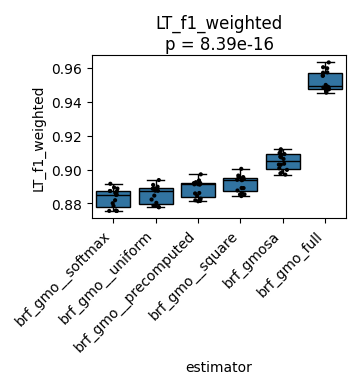 LT_f1_weighted
p = 8.39e-16
LT_f1_weighted
0.96
0.94
0.92
0.90
0.88
brf_gmo__softmax
brf_gmo__uniform
brf_gmo__precomputed
brf_gmo__square
brf_gmosa
brf_gmo_full
estimator